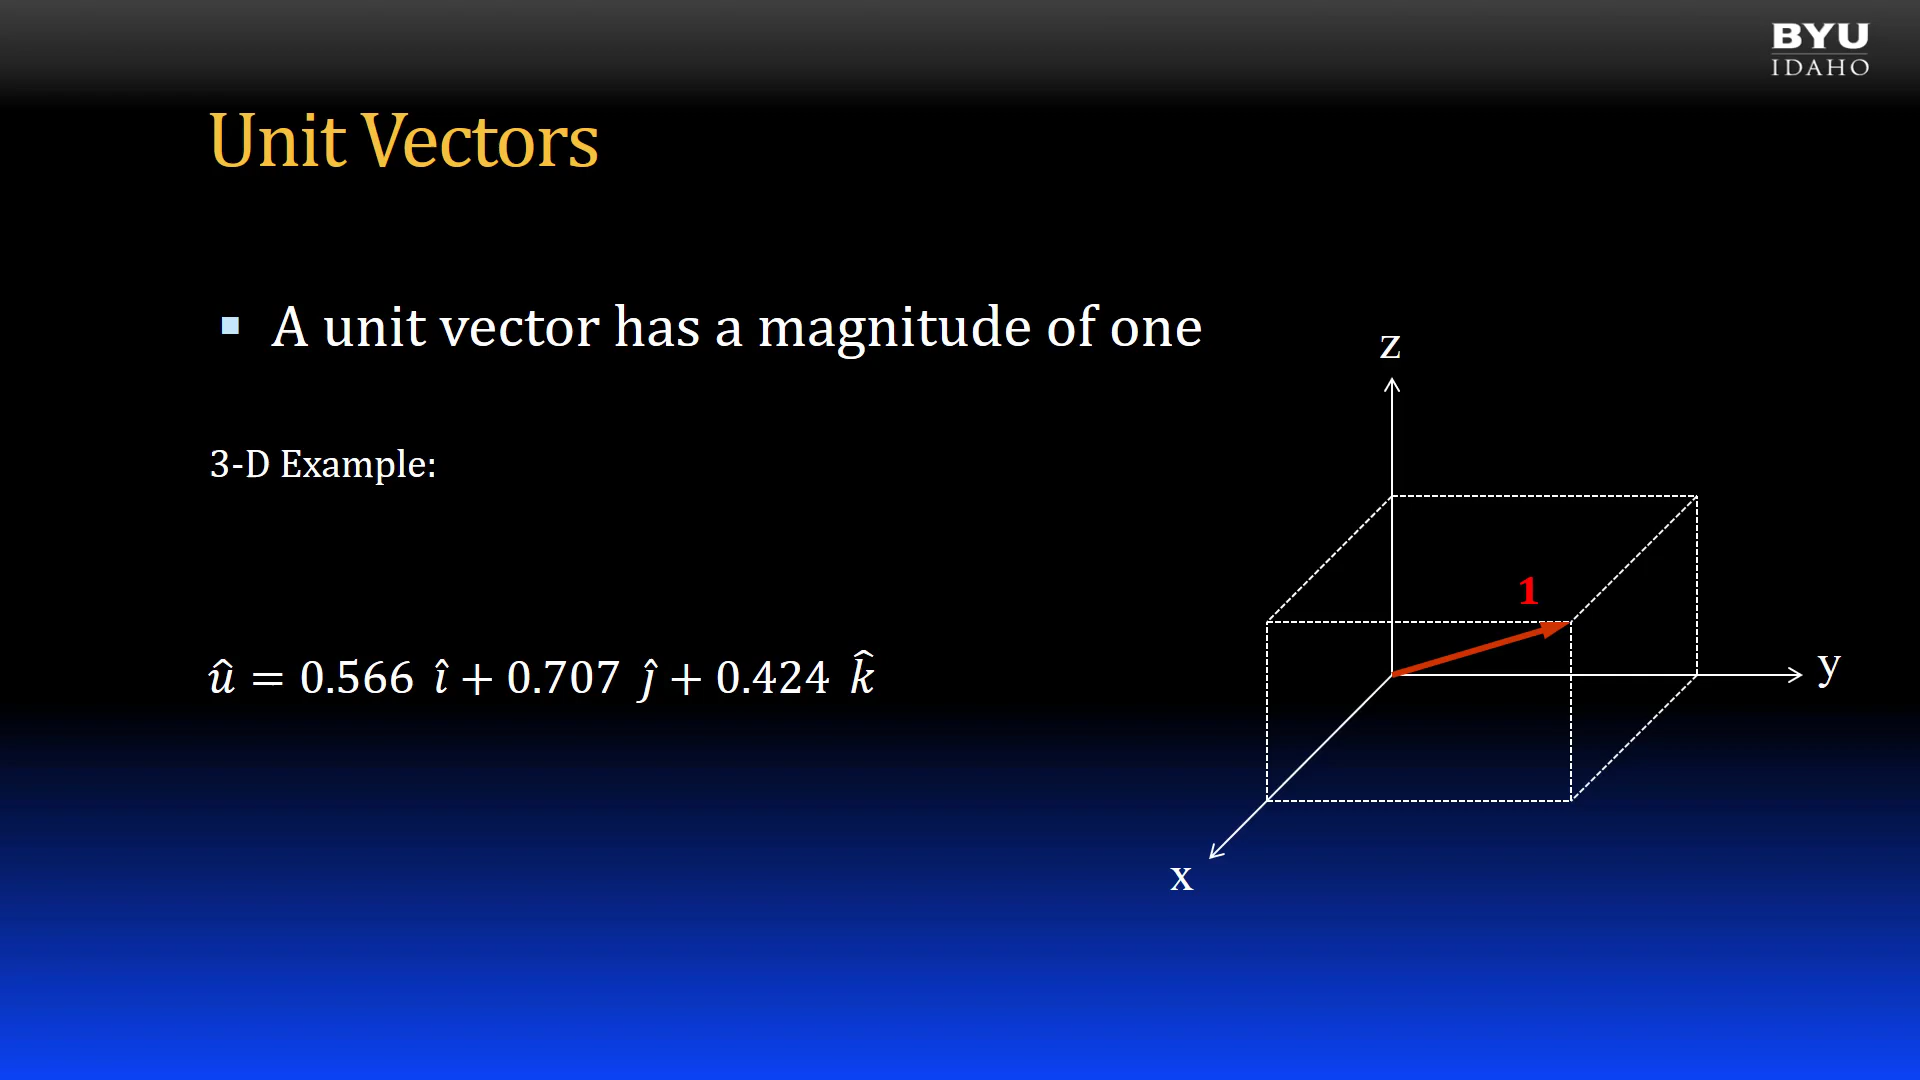 BYU
IDAHO
Unit Vectors
▪ A unit vector has a magnitude of one
z
3-D Example:
1
û = 0.566 î + 0.707 ĵ + 0.424 k̂
y
x